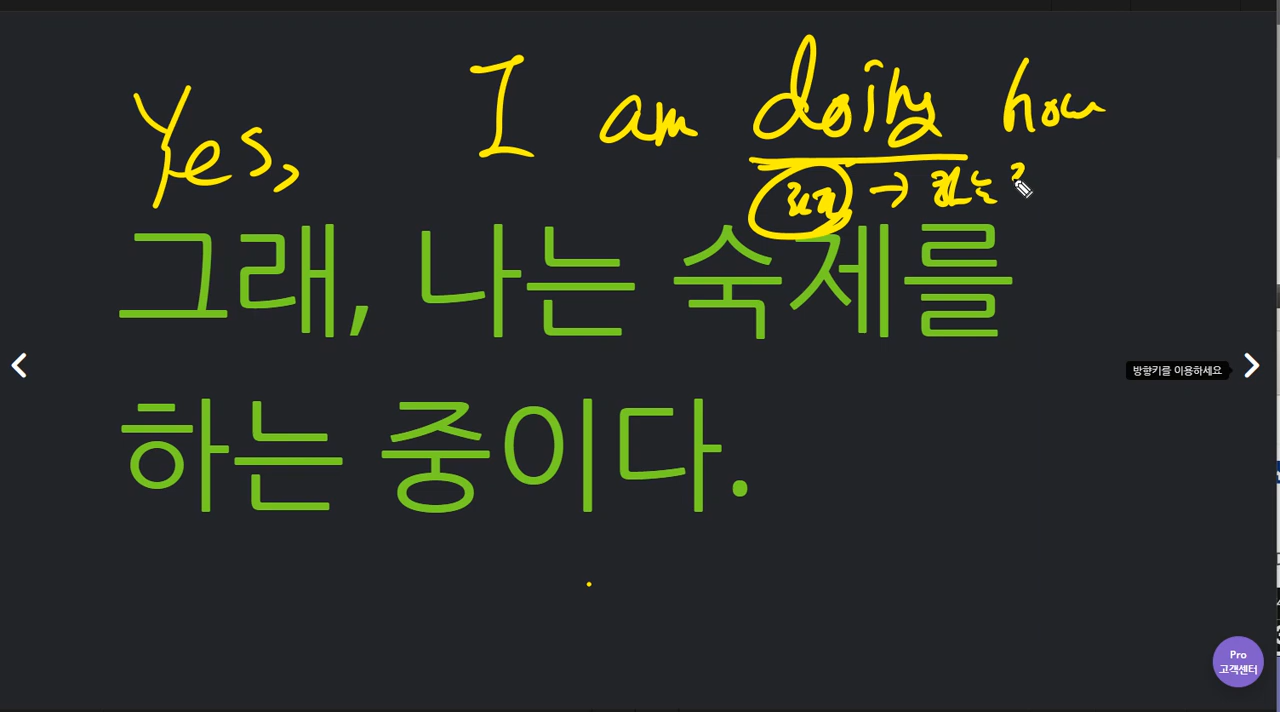 Yes, I am doing hom
그래, 나는 숙제를
하는 중이다.
방향키를 이용하세요
Pro
고객센터